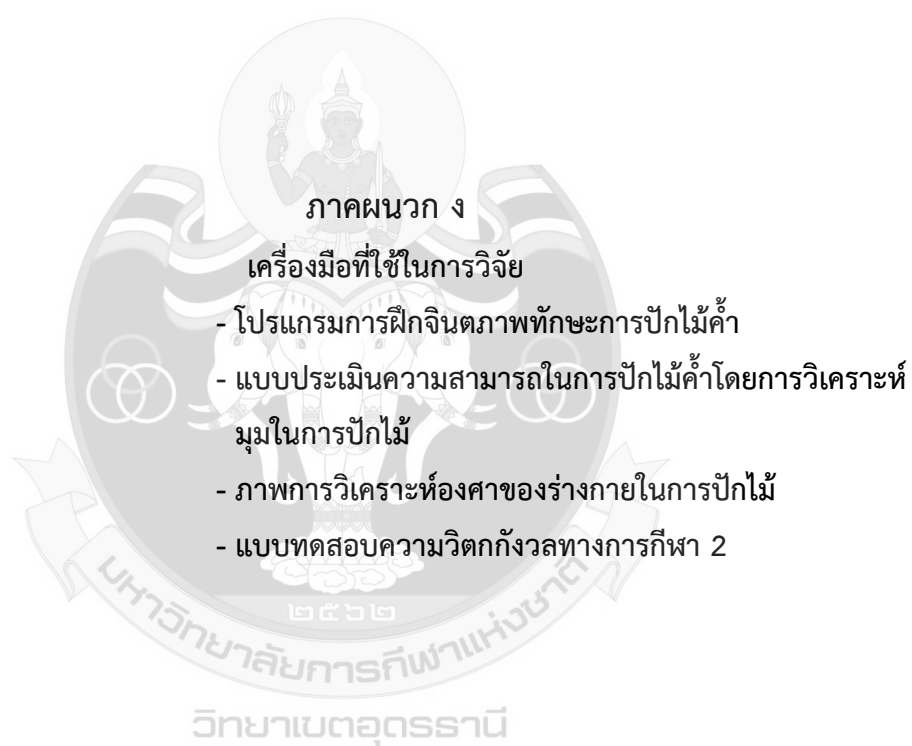 ภาคผนวก ง
เครื่องมือที่ใช้ในการวิจัย
- โปรแกรมการฝึกจินตภาพทักษะการปักไม้ค้ำ
- แบบประเมินความสามารถในการปักไม้ค้ำโดยการวิเคราะห์
มุมในการปักไม้
- ภาพการวิเคราะห์องศาของร่างกายในการปักไม้
- แบบทดสอบความวิตกกังวลทางการกีฬา 2
๒๕๖๒
มหาวิทยาลัยการกีฬาแห่งชาติ
วิทยาเขตอุดรธานี